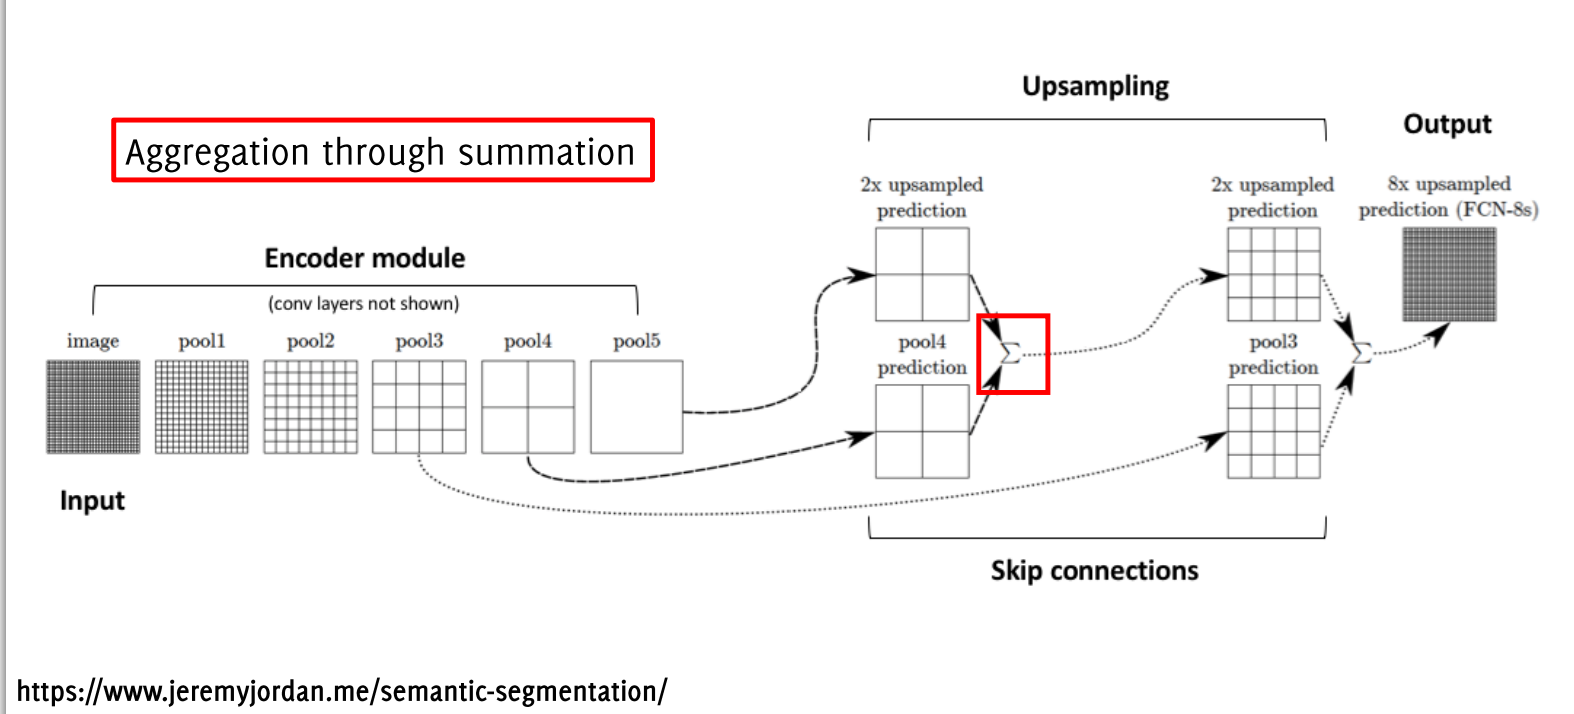 Upsampling
Output
Aggregation through summation
2x upsampled
prediction
2x upsampled
prediction
8x upsampled
prediction (FCN-8s)
Encoder module
(conv layers not shown)
image
pool1
pool2
pool3
pool4
pool5
pool4
prediction
Σ
pool3
prediction
Σ
Input
Skip connections
https://www.jeremyjordan.me/semantic-segmentation/